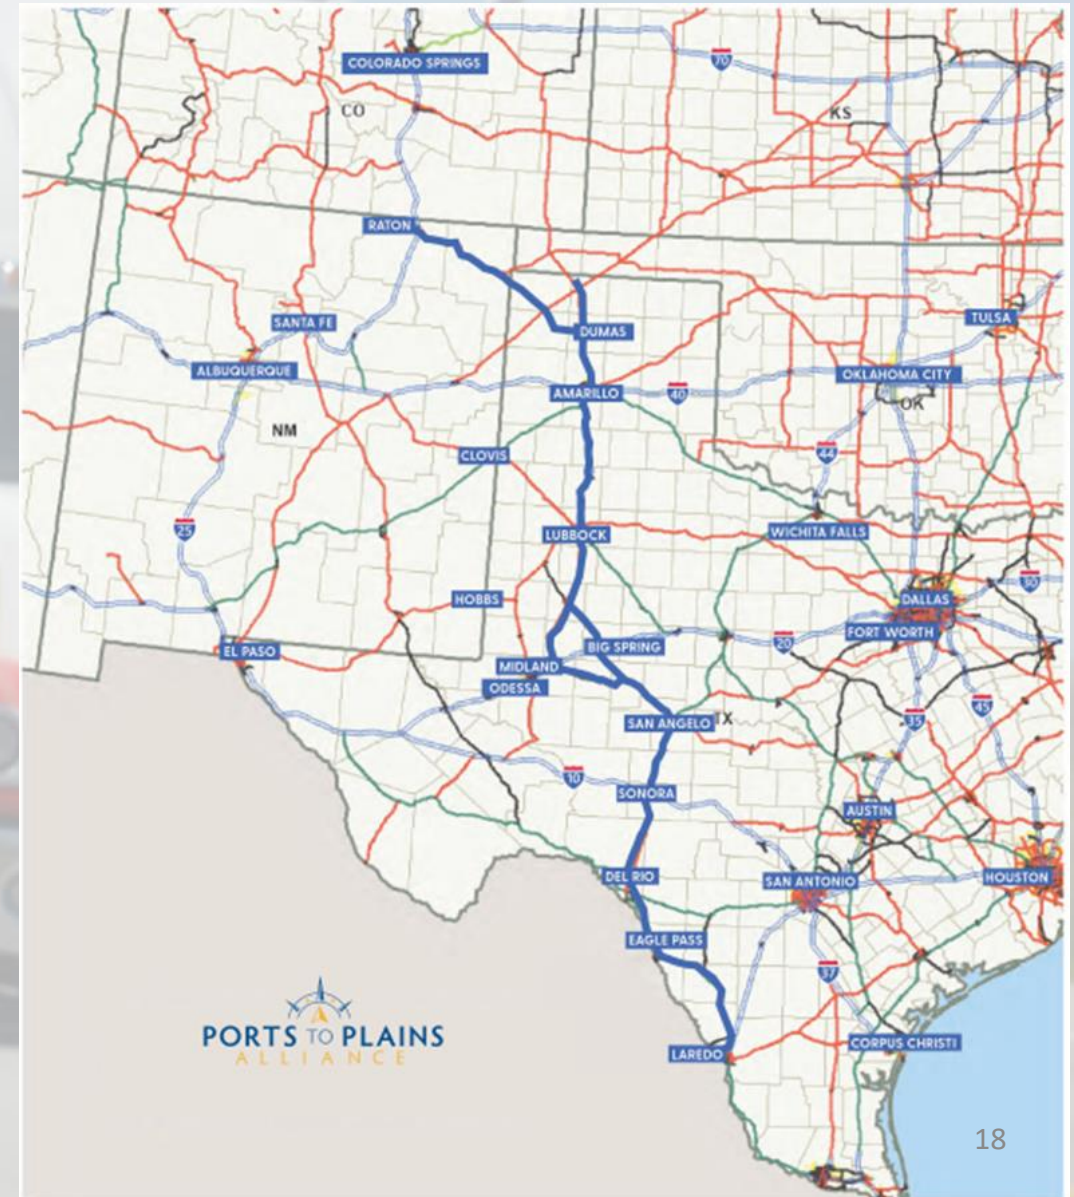 COLORADO SPRINGS
70
CO
KS
RATON
SANTA FE
DUMAS
TULSA
ALBUQUERQUE
OKLAHOMA CITY
AMARILLO
40
OK
NM
CLOVIS
44
25
LUBBOCK
WICHITA FALLS
30
HOBBS
DALLAS
FORT WORTH
20
BIG SPRING
EL PASO
MIDLAND
ODESSA
SAN ANGELO
TX
35
45
10
SONORA
AUSTIN
DEL RIO
SAN ANTONIO
HOUSTON
EAGLE PASS
37
PORTS TO PLAINS
ALLIANCE
LAREDO
CORPUS CHRISTI
18